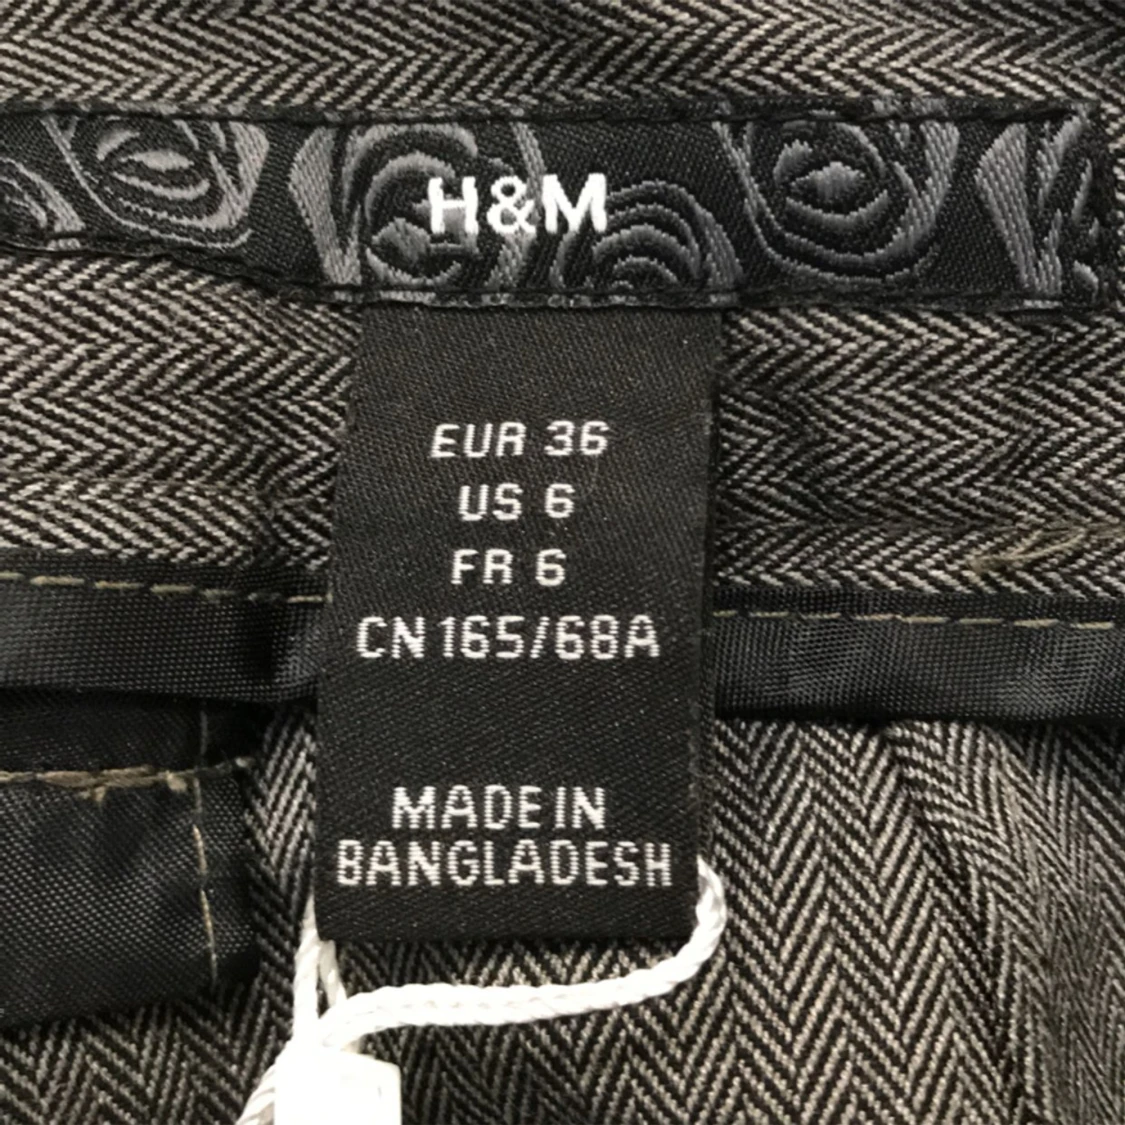 H&M
EUR 36
US 6
FR 6
CN 165/68A
MADE IN
BANGLADESH